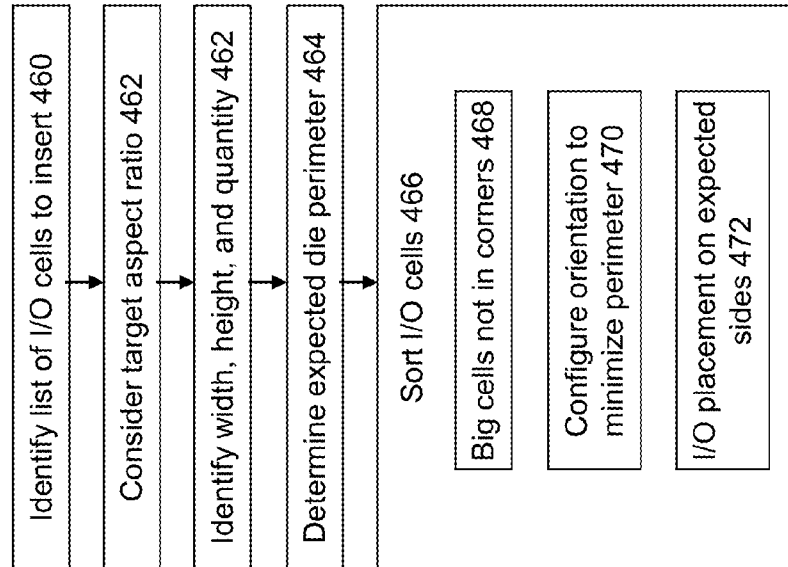 Identify list of I/O cells to insert 460
Consider target aspect ratio 462
Identify width, height, and quantity 462
Determine expected die perimeter 464
Sort I/O cells 466
Big cells not in corners 468
Configure orientation to
minimize perimeter 470
I/O placement on expected
sides 472